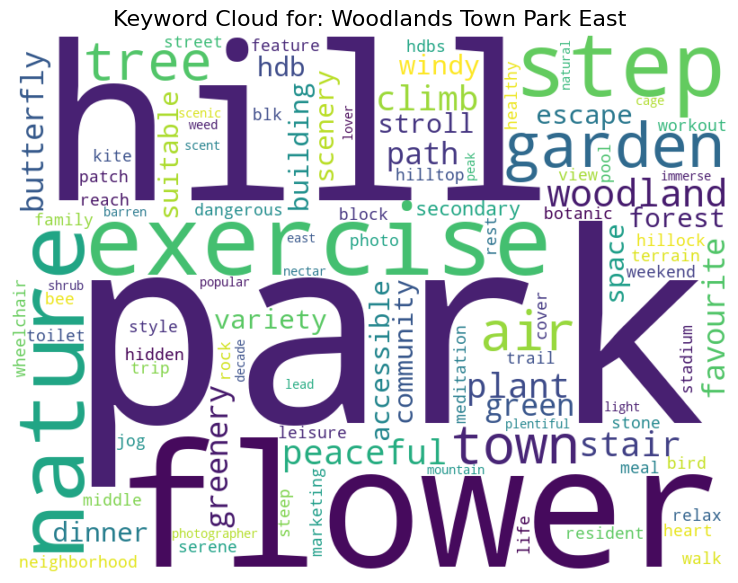 Keyword Cloud for: Woodlands Town Park East
hill
step
tree
street
feature
hdb
hdbs
windy
natural
cage
butterfly
scenic
weed
scent
suitable
building
blk
scenery
lover
climb
stroll
healthy
escape
workout
garden
kite
patch
reach
path
hilltop
peak
view
pool
immerse
woodland
barren
dangerous
block
secondary
botanic
forest
family
nature
exercise
east
photo
rest
space
hillock
terrain
weekend
favourite
shrub
bee
wheelchair
toilet
popular
nectar
park
style
hidden
trip
variety
rock
decade
accessible
community
air
cover
trail
stadium
lead
plant
meditation
green
plentiful
light
stone
greenery
jog
leisure
peaceful
town
stair
flower
middle
mountain
meal
bird
dinner
photographer
serene
steep
marketing
life
resident
relax
heart
neighborhood
walk